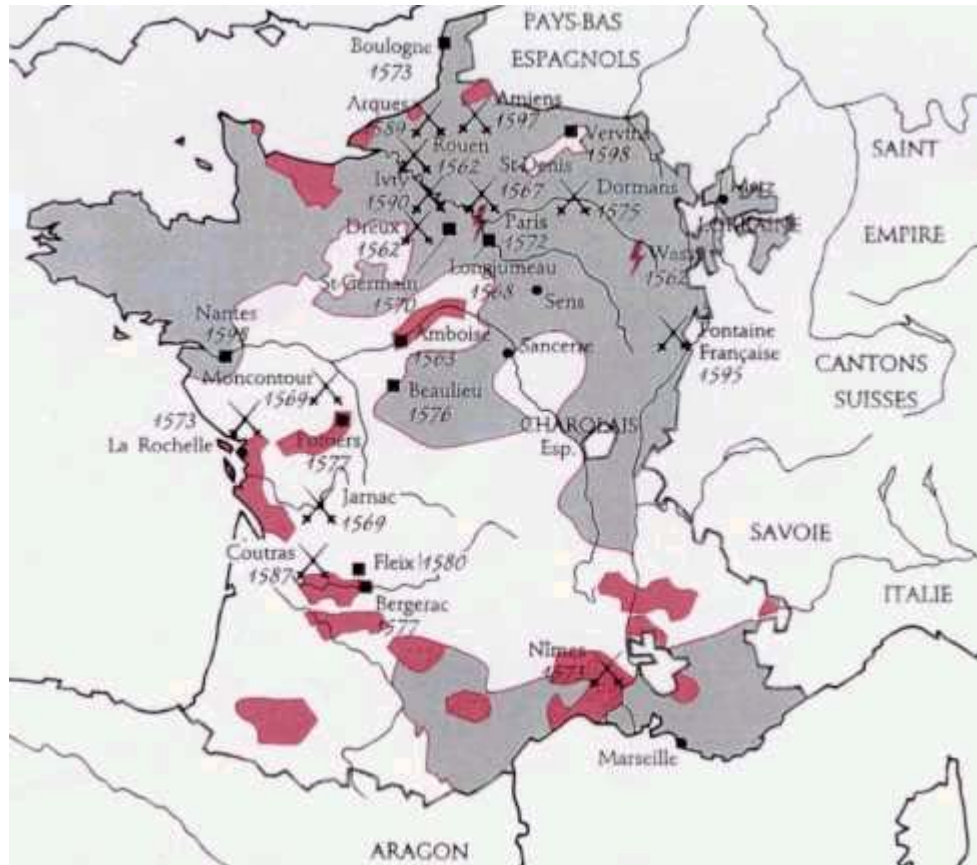 PAYS-BAS
ESPAGNOLS
Boulogne
1573
Arques
1589
Amiens
1597
Rouen
1562
Vervins
1598
SAINT
St-Denis
1567
Ivry
1590
Dormans
1575
LORRAINE
EMPIRE
Dreux
1562
Paris
1572
1562
Longjumeau
1568
St-Germain
1570
Sens
Nantes
1598
Amboise
1563
Sancerre
Fontaine
Française
1595
CANTONS
SUISSES
Moncontour
1569
Beaulieu
1576
1573
La Rochelle
Poitiers
1577
CHAROLAIS
Esp.
Jarnac
1569
SAVOIE
Coutras
1587
Fleix 1580
ITALIE
Bergerac
1577
Nîmes
Marseille
ARAGON